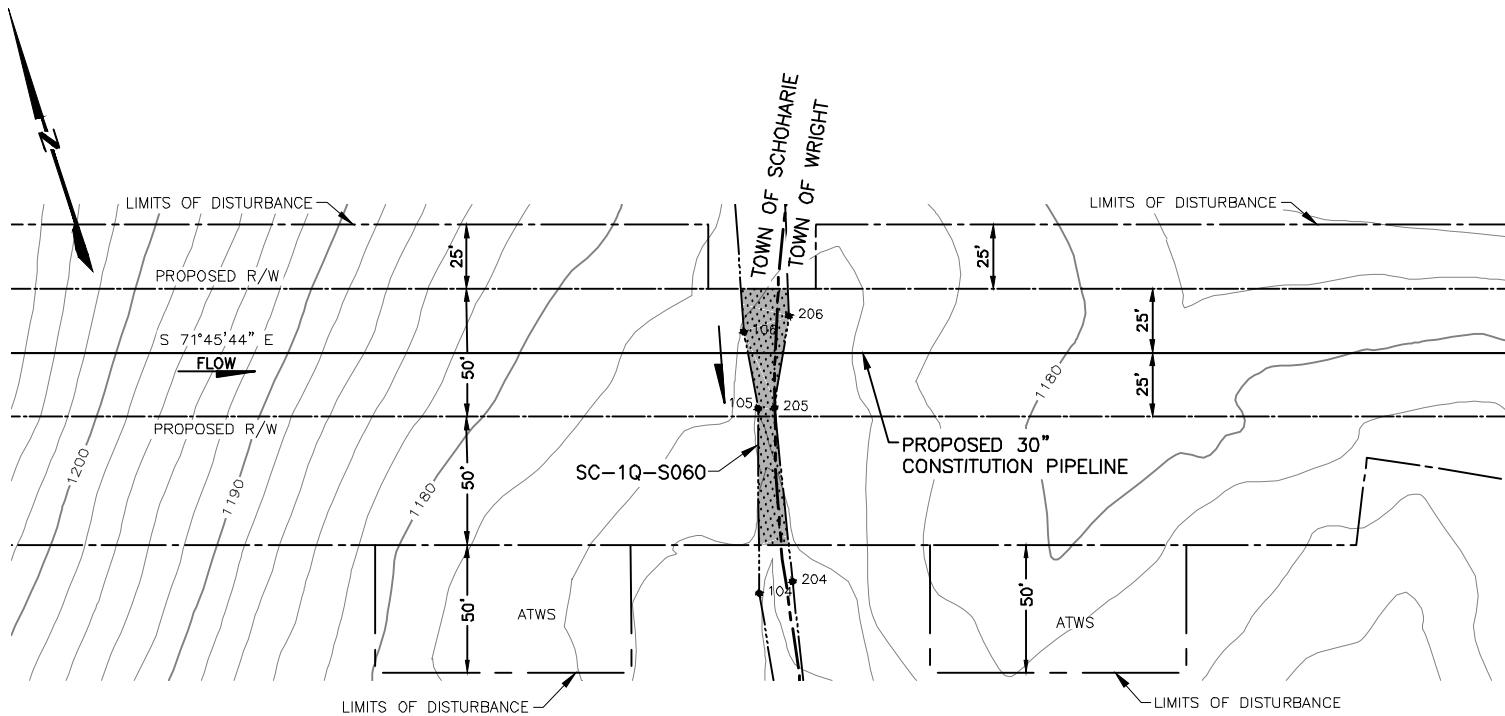 N
TOWN OF SCHOHARIE
TOWN OF WRIGHT
LIMITS OF DISTURBANCE
LIMITS OF DISTURBANCE
25'
25'
PROPOSED R/W
206
106
25'
S 71°45'44" E
FLOW
50'
1180
25'
105
205
PROPOSED R/W
PROPOSED 30"
CONSTITUTION PIPELINE
1200
1190
1180
50'
SC-1Q-S060
204
104
50'
ATWS
50'
ATWS
LIMITS OF DISTURBANCE
LIMITS OF DISTURBANCE